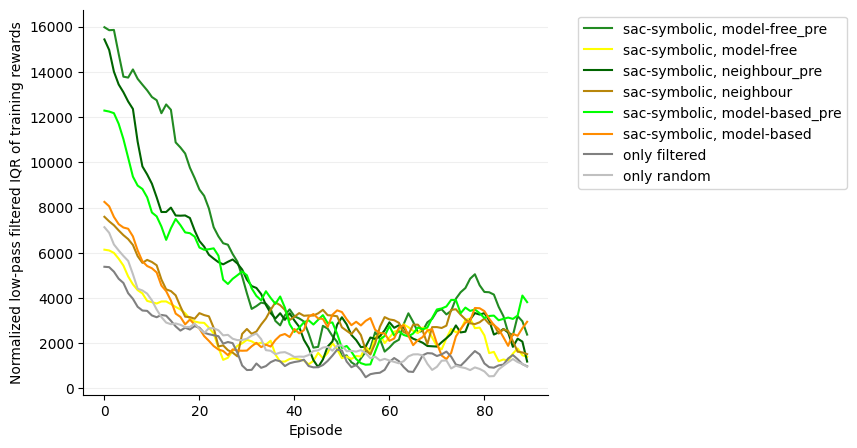 Normalized low-pass filtered IQR of training rewards
16000
14000
12000
10000
8000
6000
4000
2000
0
0 20 40 60 80
Episode
sac-symbolic, model-free_pre
sac-symbolic, model-free
sac-symbolic, neighbour_pre
sac-symbolic, neighbour
sac-symbolic, model-based_pre
sac-symbolic, model-based
only filtered
only random